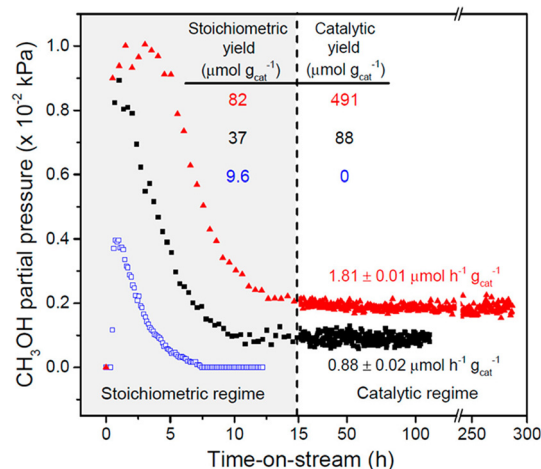 Stoichiometric Catalytic
yield yield
(μmol g_cat⁻¹) (μmol g_cat⁻¹)
82 491
37 88
9.6 0
1.81 ± 0.01 μmol h⁻¹ g_cat⁻¹
0.88 ± 0.02 μmol h⁻¹ g_cat⁻¹
Stoichiometric regime Catalytic regime
CH₃OH partial pressure (x 10⁻² kPa)
1.0
0.8
0.6
0.4
0.2
0.0
0 5 10 15 50 100 250 300
Time-on-stream (h)